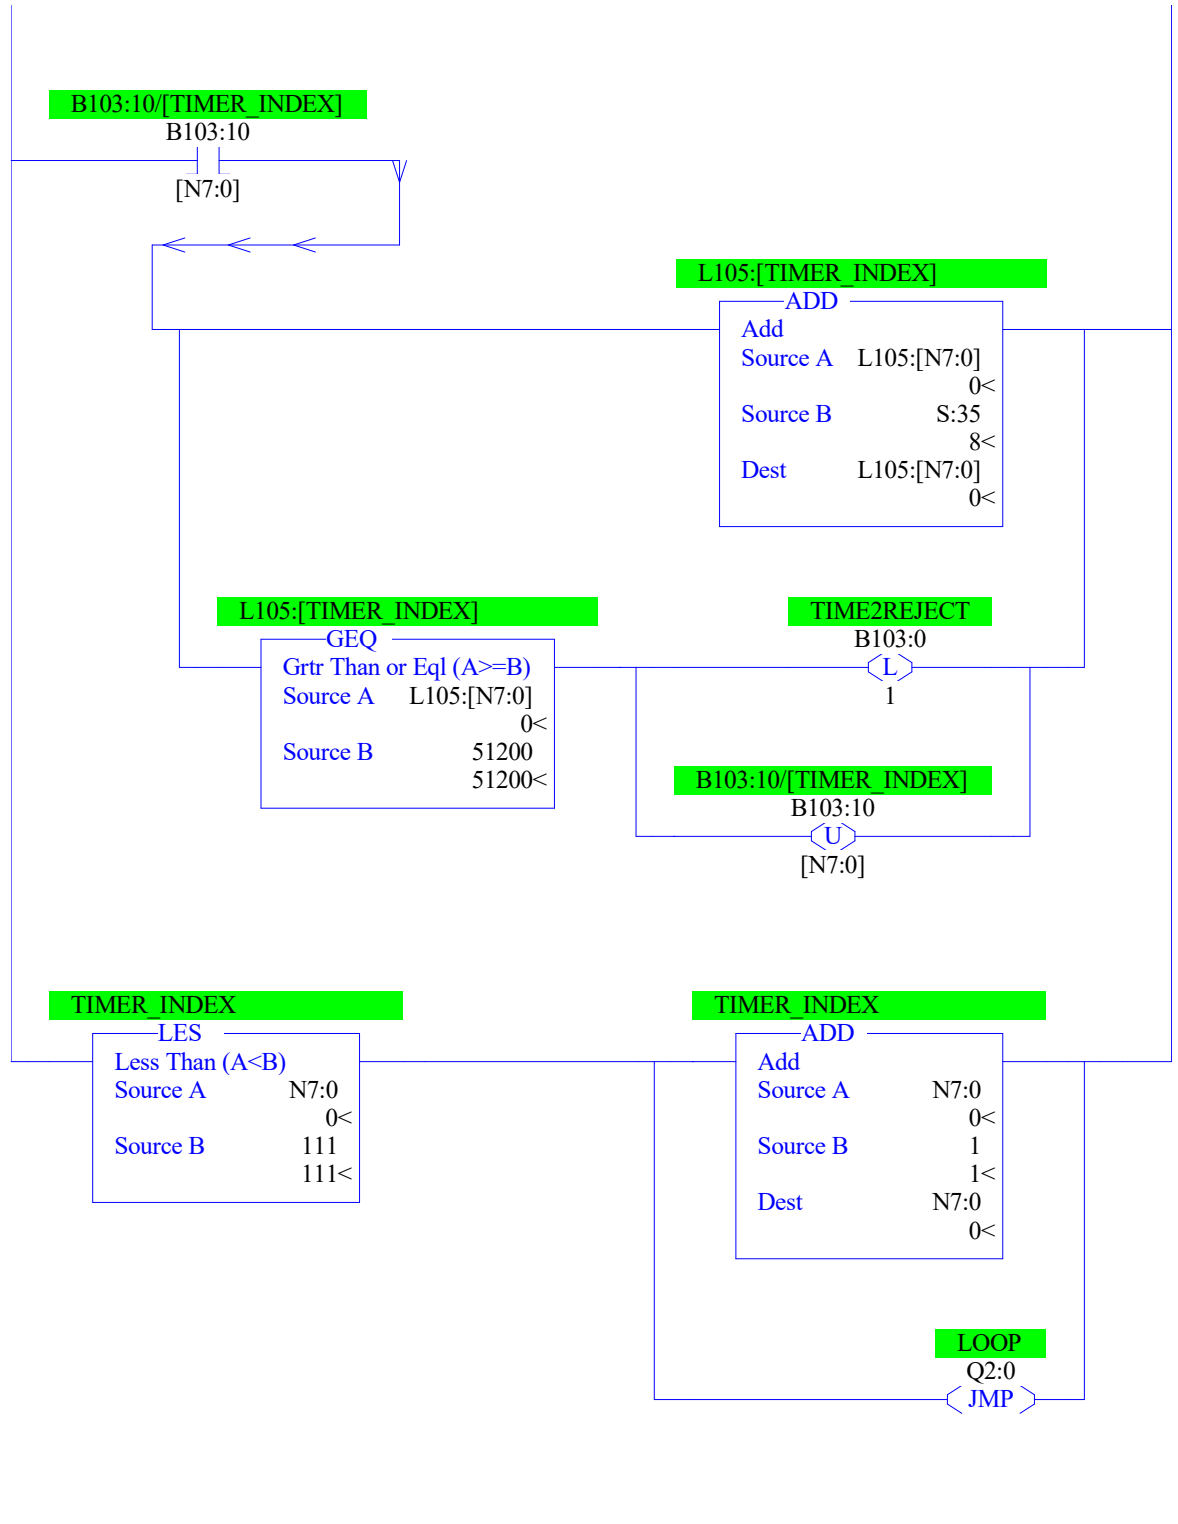 B103:10/[TIMER_INDEX]
B103:10
[N7:0]
L105:[TIMER_INDEX]
ADD
Add
Source A L105:[N7:0]
0<
Source B S:35
8<
Dest L105:[N7:0]
0<
L105:[TIMER_INDEX]
GEQ
Grtr Than or Eql (A>=B)
Source A L105:[N7:0]
0<
Source B 51200
51200<
TIME2REJECT
B103:0
L
1
B103:10/[TIMER_INDEX]
B103:10
U
[N7:0]
TIMER_INDEX
LES
Less Than (A<B)
Source A N7:0
0<
Source B 111
111<
TIMER_INDEX
ADD
Add
Source A N7:0
0<
Source B 1
1<
Dest N7:0
0<
LOOP
Q2:0
JMP